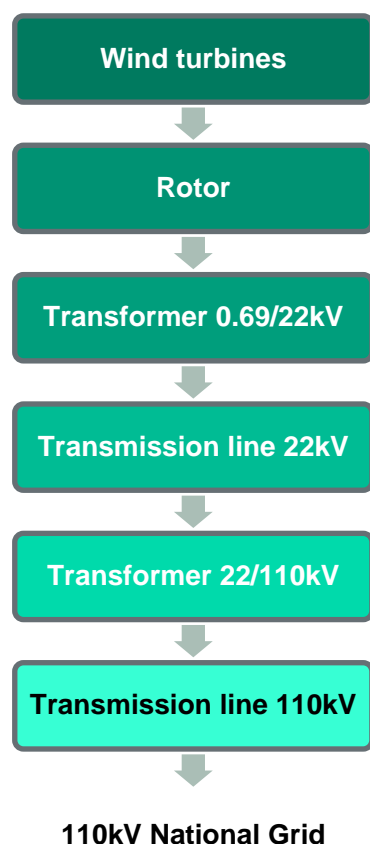 Wind turbines
Rotor
Transformer 0.69/22kV
Transmission line 22kV
Transformer 22/110kV
Transmission line 110kV
110kV National Grid